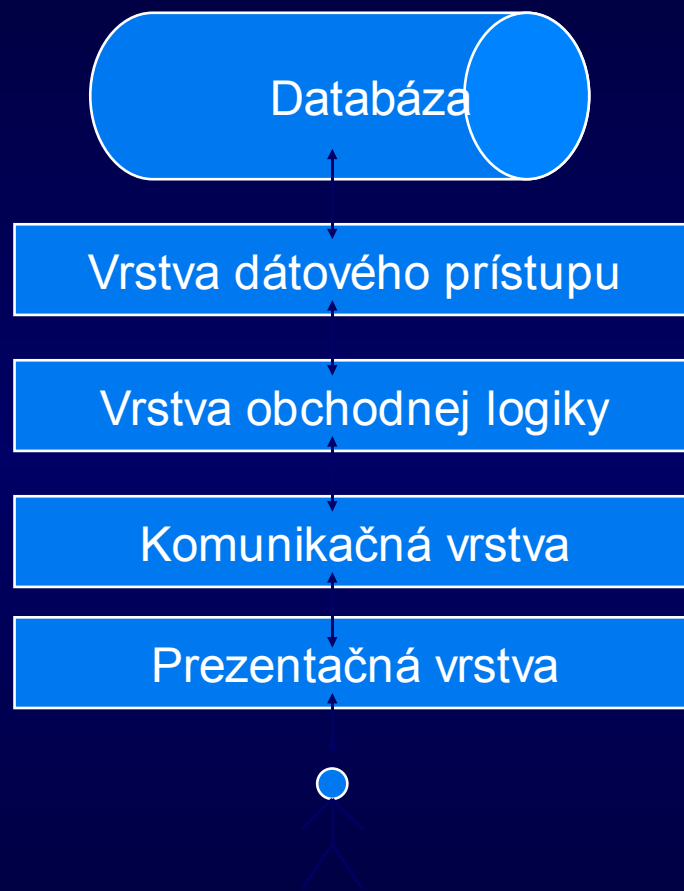 Databáza
Vrstva dátového prístupu
Vrstva obchodnej logiky
Komunikačná vrstva
Prezentačná vrstva